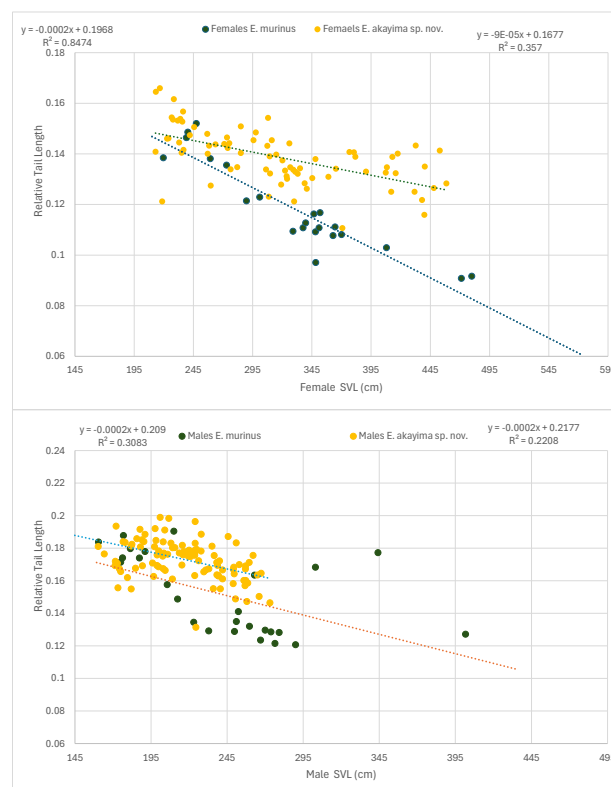 y = -0.0002x + 0.1968
R² = 0.8474
Females E. murinus
Femaels E. akayima sp. nov.
y = -9E-05x + 0.1677
R² = 0.357
0.18
0.16
0.14
0.12
0.1
0.08
0.06
Relative Tail Length
145
195
245
295
345
395
445
495
545
595
Female SVL (cm)
y = -0.0002x + 0.209
R² = 0.3083
Males E. murinus
Males E. akayima sp. nov.
y = -0.0002x + 0.2177
R² = 0.2208
0.24
0.22
0.2
0.18
0.16
0.14
0.12
0.1
0.08
0.06
Relative Tail Length
145
195
245
295
345
395
445
Male SVL (cm)